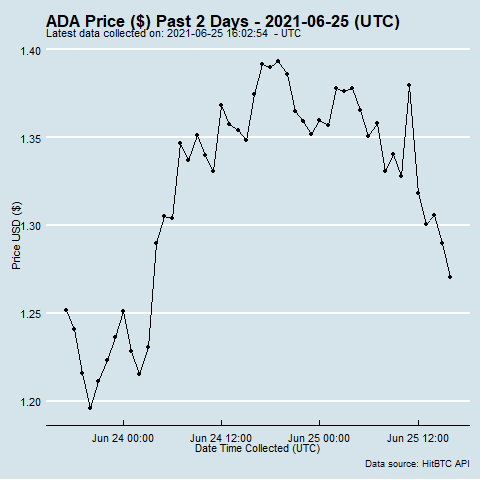 ADA Price ($) Past 2 Days - 2021-06-25 (UTC)
Latest data collected on: 2021-06-25 16:02:54 - UTC
1.40
1.35
1.30
1.25
1.20
Price USD ($)
Jun 24 00:00 Jun 24 12:00 Jun 25 00:00 Jun 25 12:00
Date Time Collected (UTC)
Data source: HitBTC API